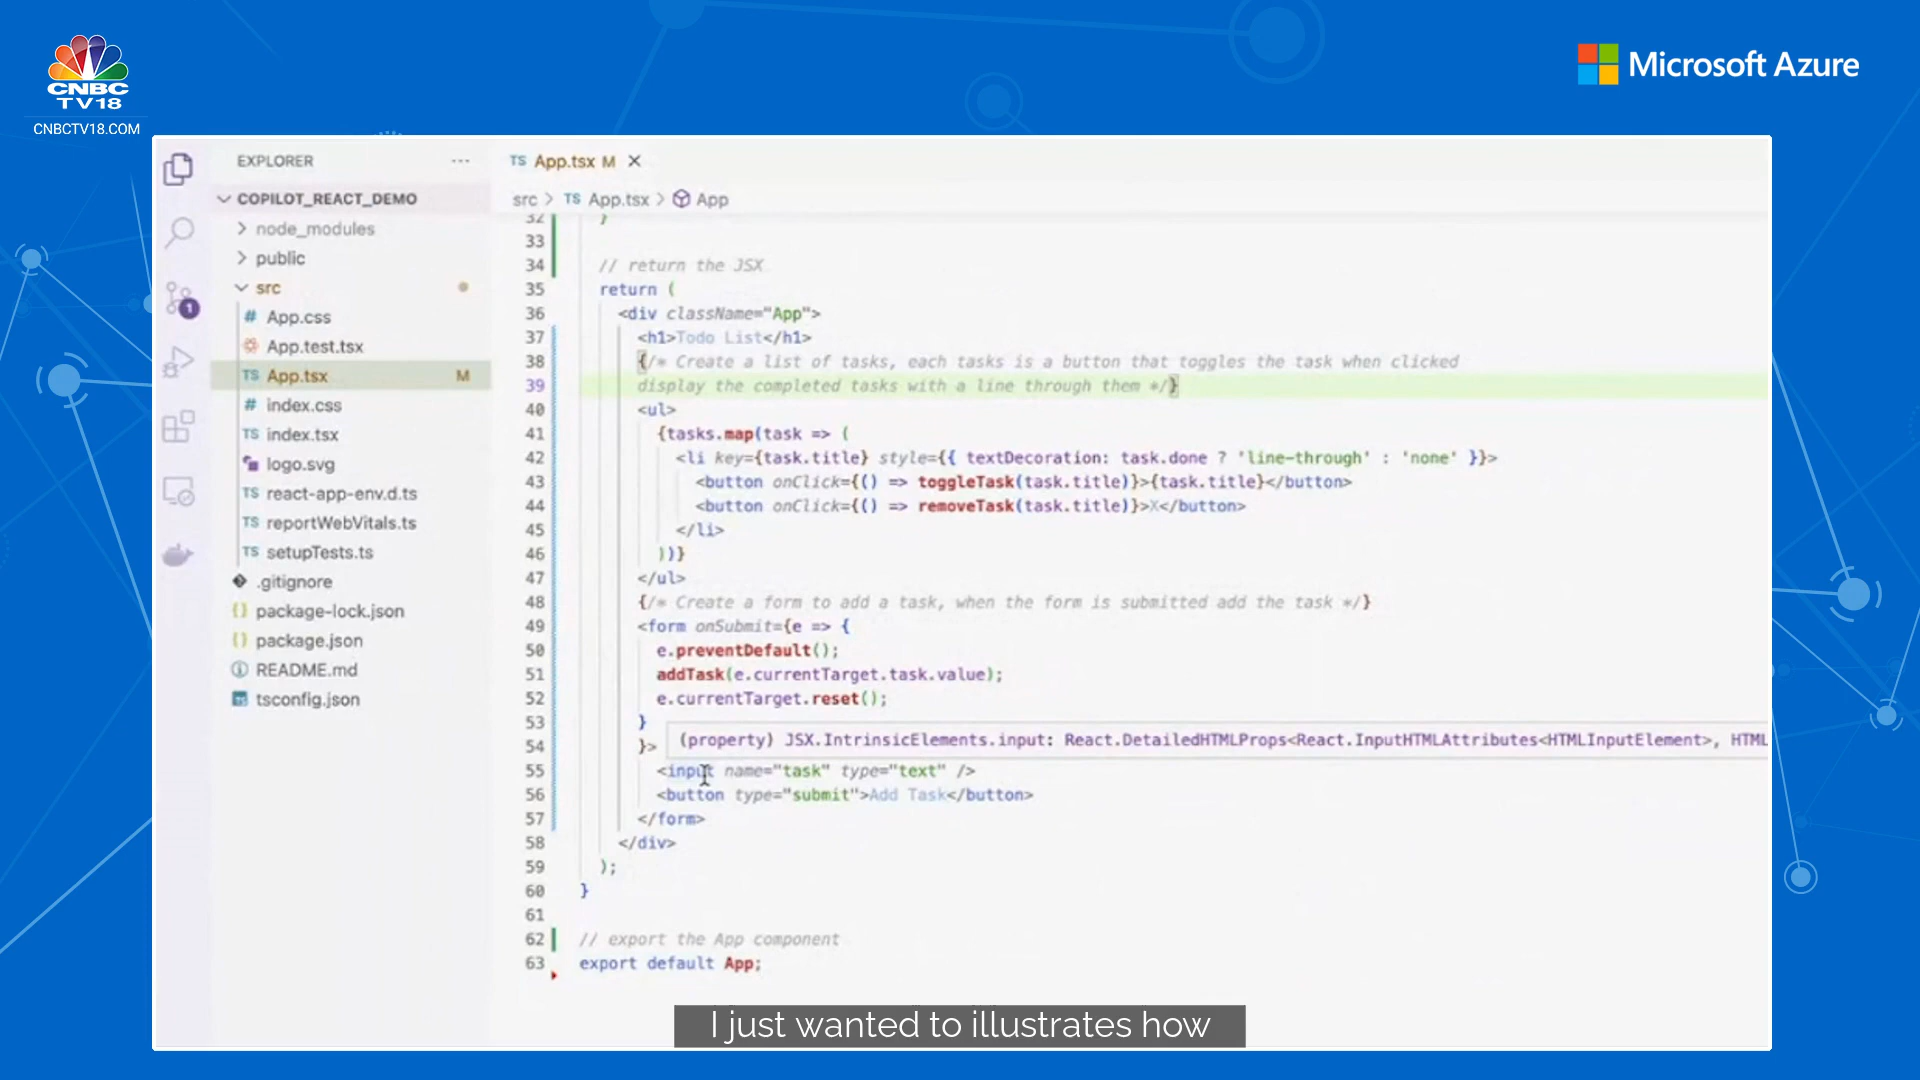 CNBC
TV18
CNBCTV18.COM
Microsoft Azure
EXPLORER ...
TS App.tsx M ×
COPILOT_REACT_DEMO
src > TS App.tsx > App
node_modules
public
src
# App.css
App.test.tsx
TS App.tsx M
# index.css
TS index.tsx
logo.svg
TS react-app-env.d.ts
TS reportWebVitals.ts
TS setupTests.ts
.gitignore
{} package-lock.json
{} package.json
README.md
tsconfig.json
1
32 }
33
34 // return the JSX
35 return (
36 <div className="App">
37 <h1>Todo List</h1>
38 {/* Create a list of tasks, each tasks is a button that toggles the task when clicked
39 display the completed tasks with a line through them */}
40 <ul>
41 {tasks.map(task => (
42 <li key={task.title} style={{ textDecoration: task.done ? 'line-through' : 'none' }}>
43 <button onClick={() => toggleTask(task.title)}>{task.title}</button>
44 <button onClick={() => removeTask(task.title)}>X</button>
45 </li>
46 ))}
47 </ul>
48 {/* Create a form to add a task, when the form is submitted add the task */}
49 <form onSubmit={e => {
50 e.preventDefault();
51 addTask(e.currentTarget.task.value);
52 e.currentTarget.reset();
53 }
(property) JSX.IntrinsicElements.input: React.DetailedHTMLProps<React.InputHTMLAttributes<HTMLInputElement>, HTML
54 }>
55 <input name="task" type="text" />
56 <button type="submit">Add Task</button>
57 </form>
58 </div>
59 );
60 }
61
62 // export the App component
63 export default App;
I just wanted to illustrates how